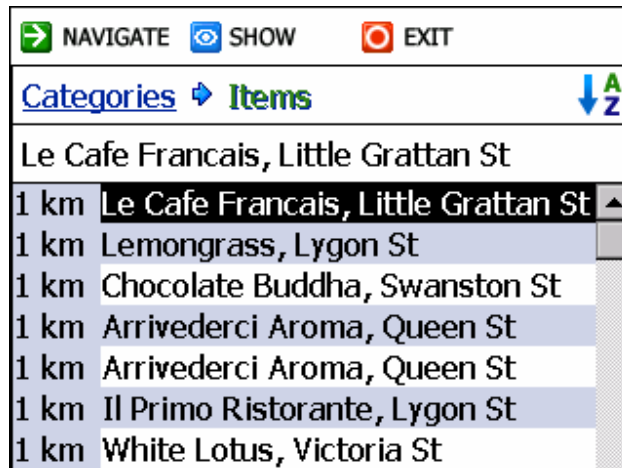 NAVIGATE SHOW EXIT
Categories Items AZ
Le Cafe Francais, Little Grattan St
1 km Le Cafe Francais, Little Grattan St
1 km Lemongrass, Lygon St
1 km Chocolate Buddha, Swanston St
1 km Arrivederci Aroma, Queen St
1 km Arrivederci Aroma, Queen St
1 km Il Primo Ristorante, Lygon St
1 km White Lotus, Victoria St